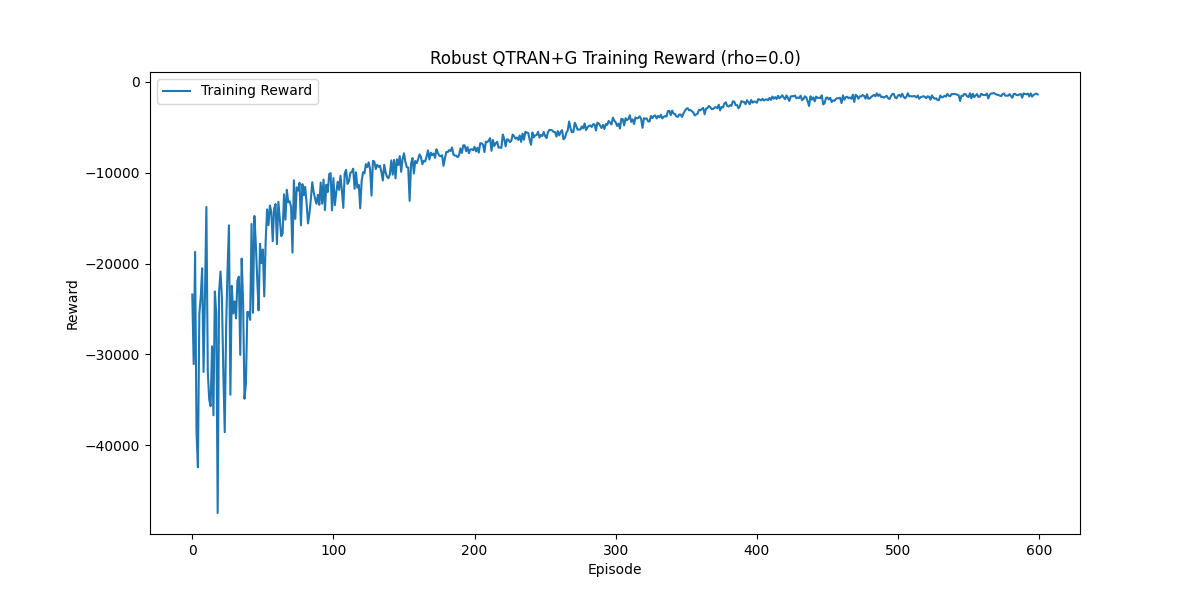 Robust QTRAN+G Training Reward (rho=0.0)
Training Reward
0
−10000
−20000
−30000
−40000
Reward
0 100 200 300 400 500 600
Episode